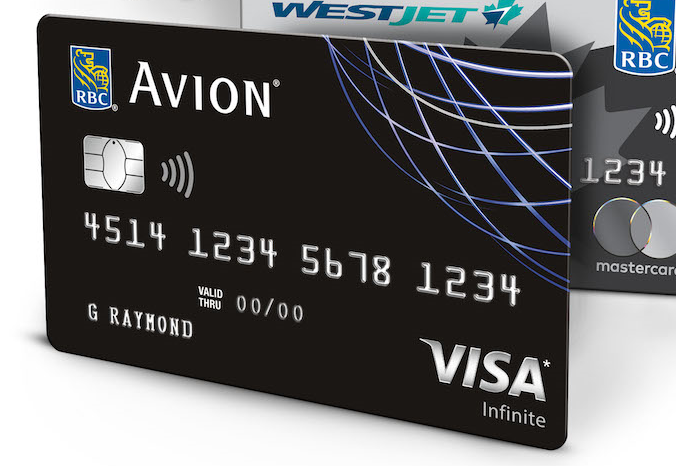 WESTJET
RBC
RBC
®
AVION®
1234
4514 1234 5678 1234
mastercard
VALID
THRU 00/00
G RAYMOND
VISA*
Infinite